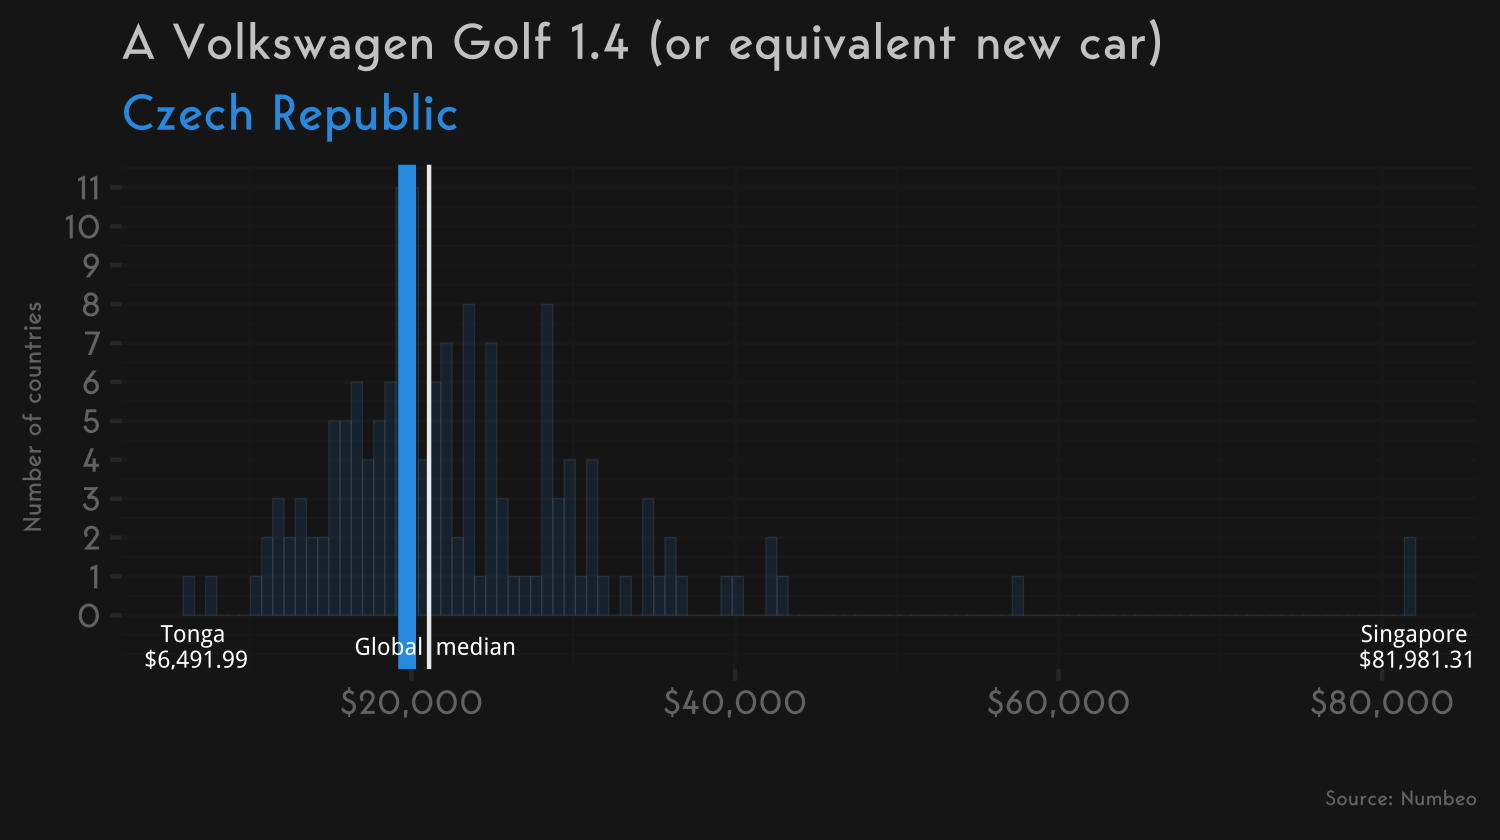 A Volkswagen Golf 1.4 (or equivalent new car)
Czech Republic
Number of countries
11
10
9
8
7
6
5
4
3
2
1
0
Tonga
$6,491.99
Global median
Singapore
$81,981.31
$20,000
$40,000
$60,000
$80,000
Source: Numbeo